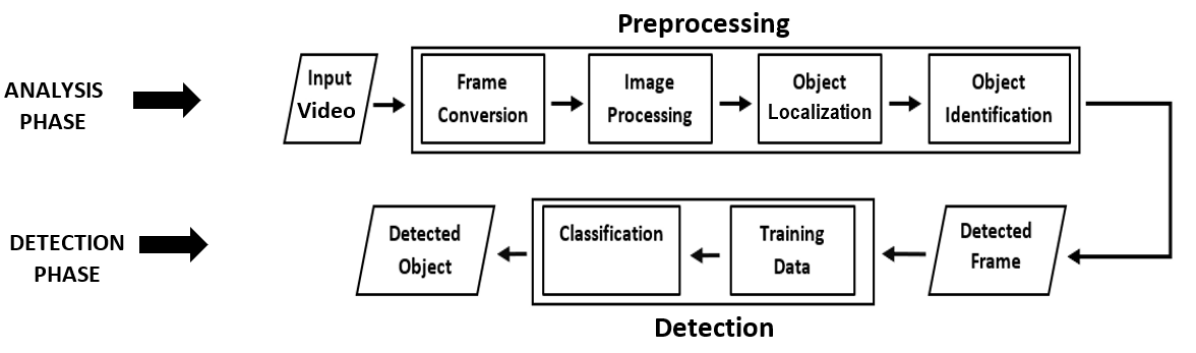 Preprocessing
ANALYSIS
PHASE
Input
Video
Frame
Conversion
Image
Processing
Object
Localization
Object
Identification
DETECTION
PHASE
Detected
Object
Classification
Training
Data
Detected
Frame
Detection